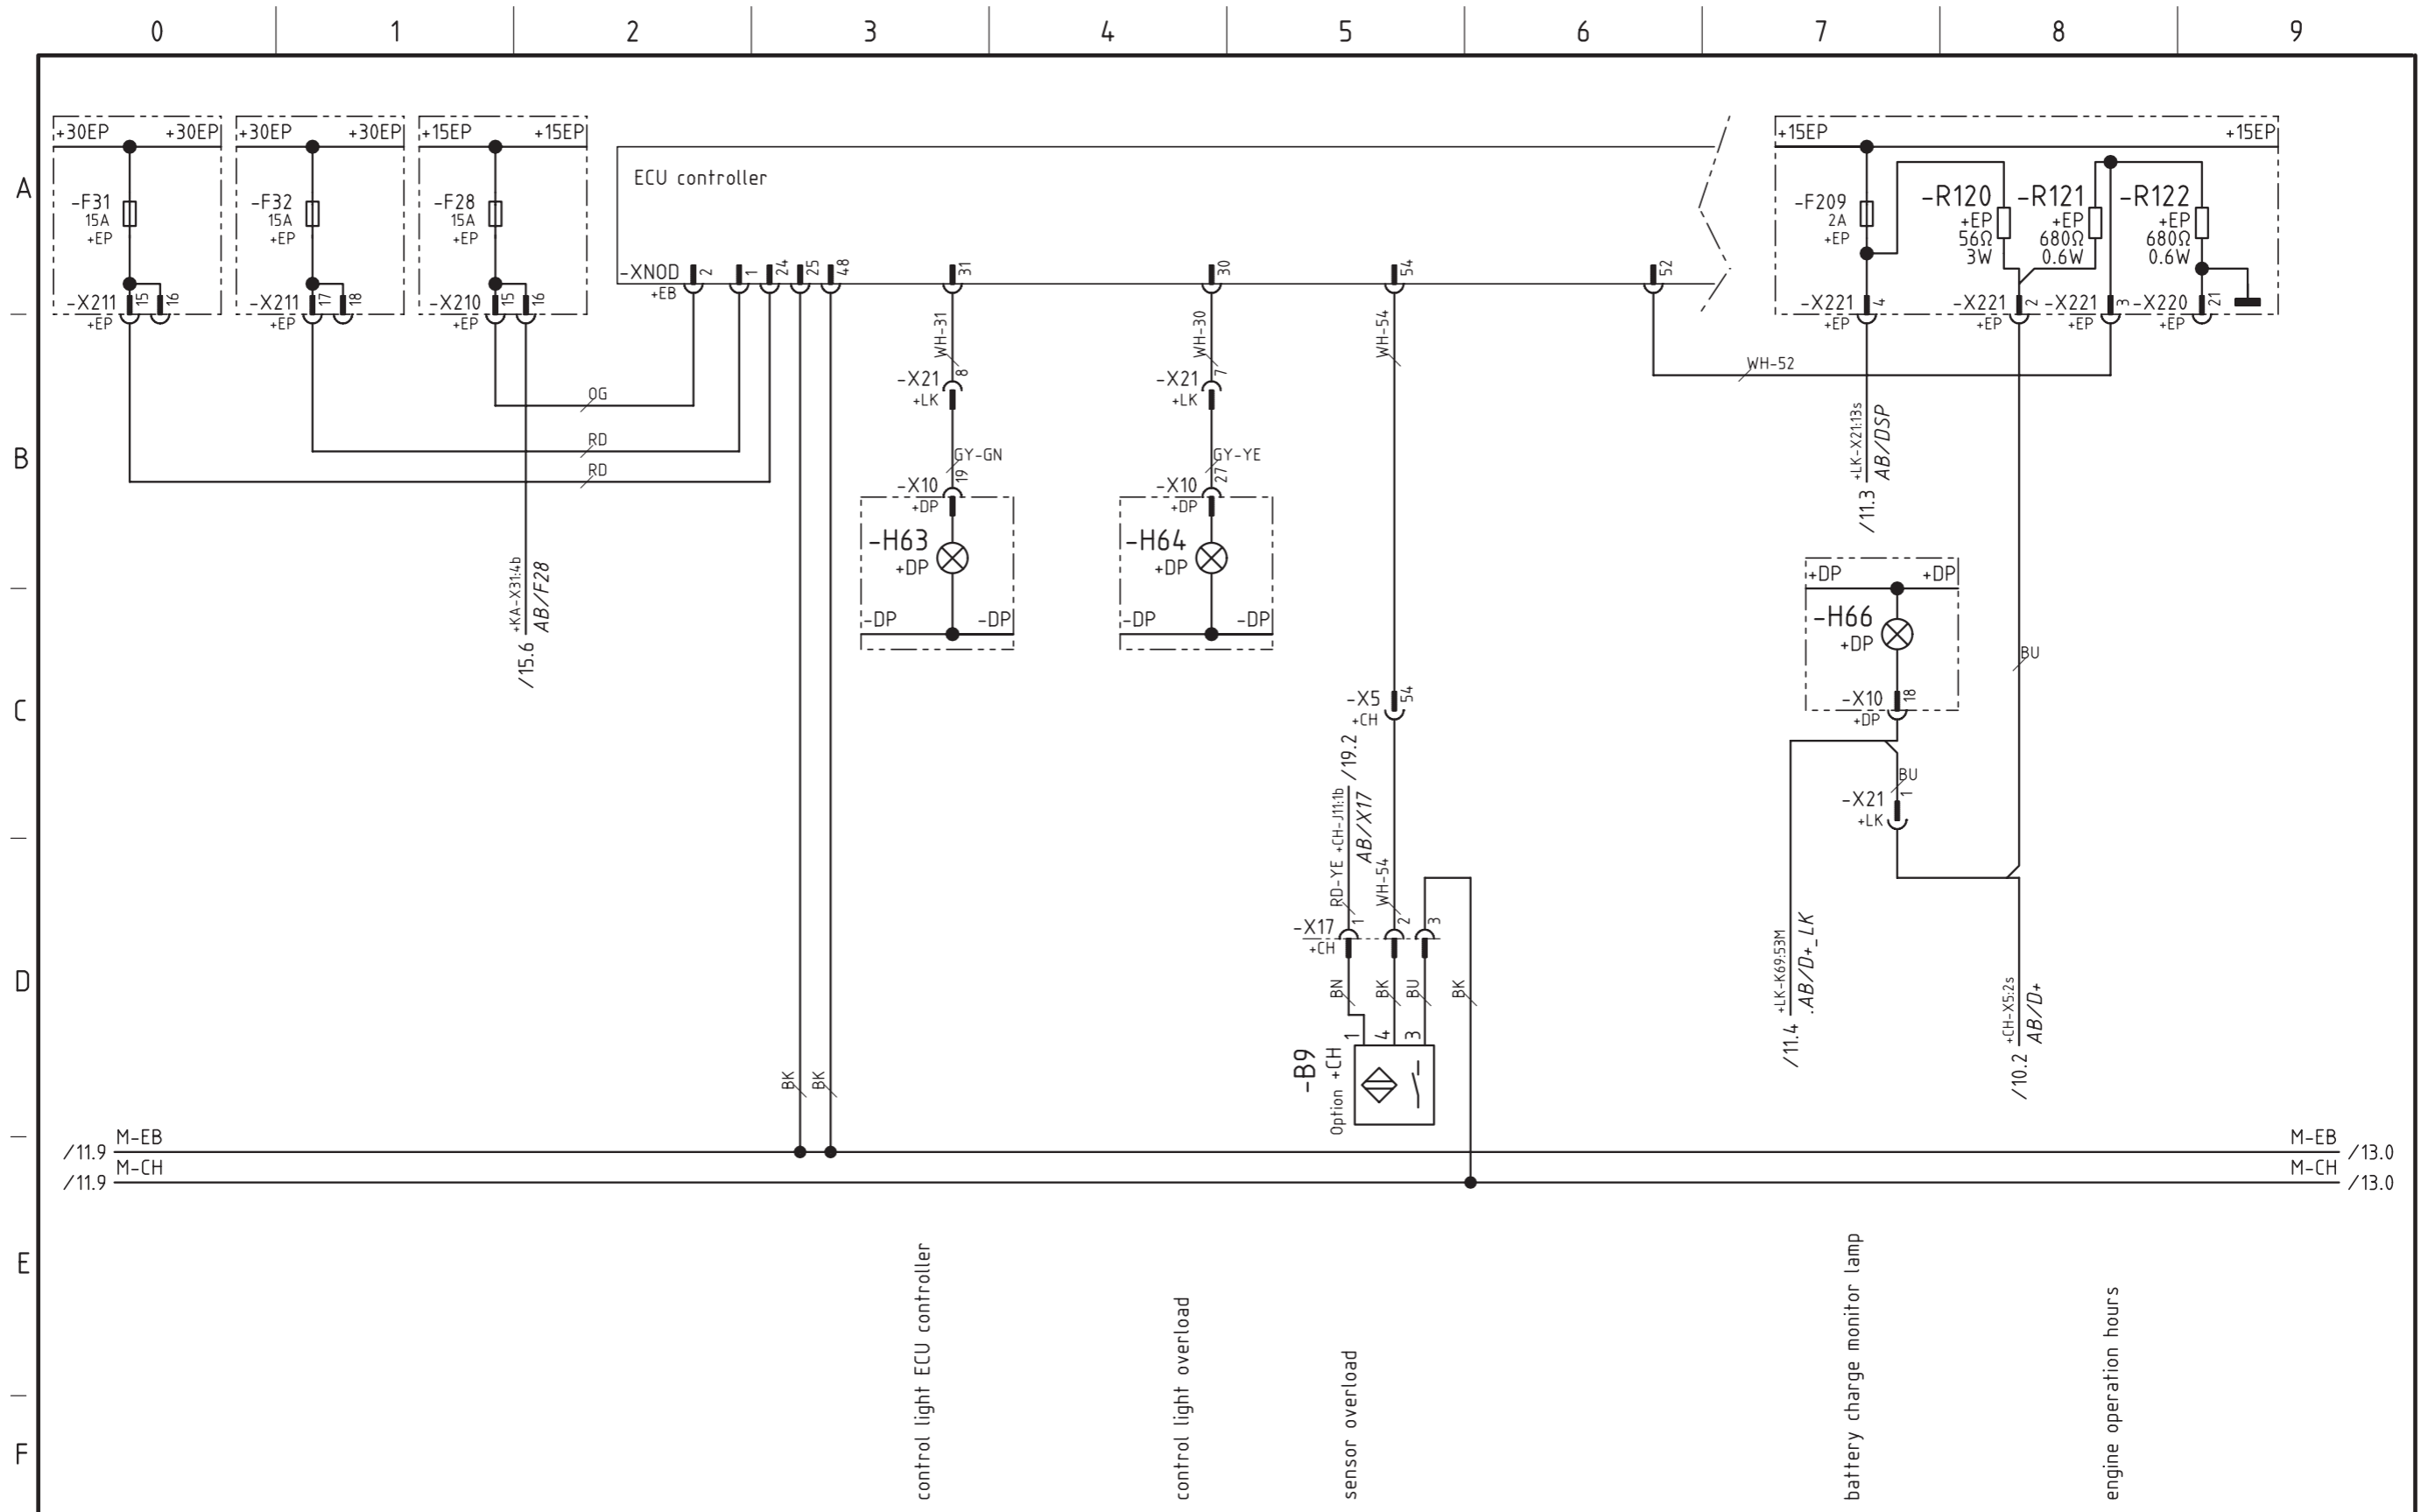 0 1 2 3 4 5 6 7 8 9
A
B
C
D
E
F
+30EP +30EP
-F31
15A
+EP
-X211 15 16
+EP
+30EP +30EP
-F32
15A
+EP
-X211 17 18
+EP
+15EP +15EP
-F28
15A
+EP
-X210 15 16
+EP
ECU controller
-XNOD 2 1 24 25 48 31 30 54 52
+EB
+15EP +15EP
-F209
2A
+EP
-R120
+EP
56Ω
3W
-R121
+EP
680Ω
0.6W
-R122
+EP
680Ω
0.6W
-X221 4
+EP
-X221 2
+EP
-X221 3
+EP
-X220 21
+EP
OG
RD
RD
+KA-X31:4b
AB/F28
/15.6
WH-31
-X21 8
+LK
GY-GN
-X10 19
+DP
-H63
+DP
-DP -DP
WH-30
-X21 7
+LK
GY-YE
-X10 27
+DP
-H64
+DP
-DP -DP
WH-54
-X5 54
+CH
/19.2
RD-YE +CH-J11:1b
AB/X17
WH-54
-X17 1 2 3
+CH
BN BK BU BK
1 4 3
-B9
+CH
Option
WH-52
+LK-X21:13s
AB/DSP
/11.3
+DP +DP
-H66
+DP
-X10 18
+DP
BU
-X21 1
+LK
BU
+LK-K69:53M
.AB/D+_LK
/11.4
+CH-X5:2s
AB/D+
/10.2
BK BK
/11.9 M-EB M-EB /13.0
/11.9 M-CH M-CH /13.0
control light ECU controller
control light overload
sensor overload
battery charge monitor lamp
engine operation hours